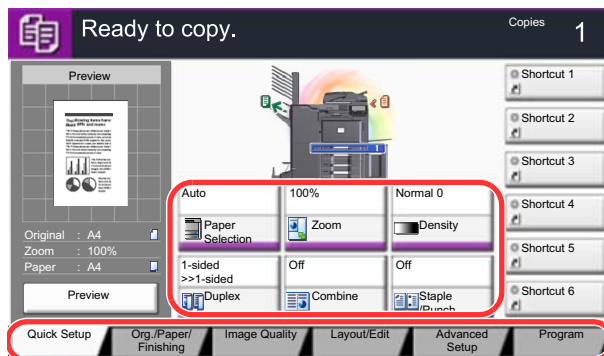 Ready to copy.
Copies 1
Preview
Original : A4
Zoom : 100%
Paper : A4
Preview
1
Auto
Paper
Selection
100%
Zoom
Normal 0
Density
1-sided
>>1-sided
Duplex
Off
Combine
Off
Staple
/Punch
Shortcut 1
Shortcut 2
Shortcut 3
Shortcut 4
Shortcut 5
Shortcut 6
Quick Setup
Org./Paper/
Finishing
Image Quality
Layout/Edit
Advanced
Setup
Program